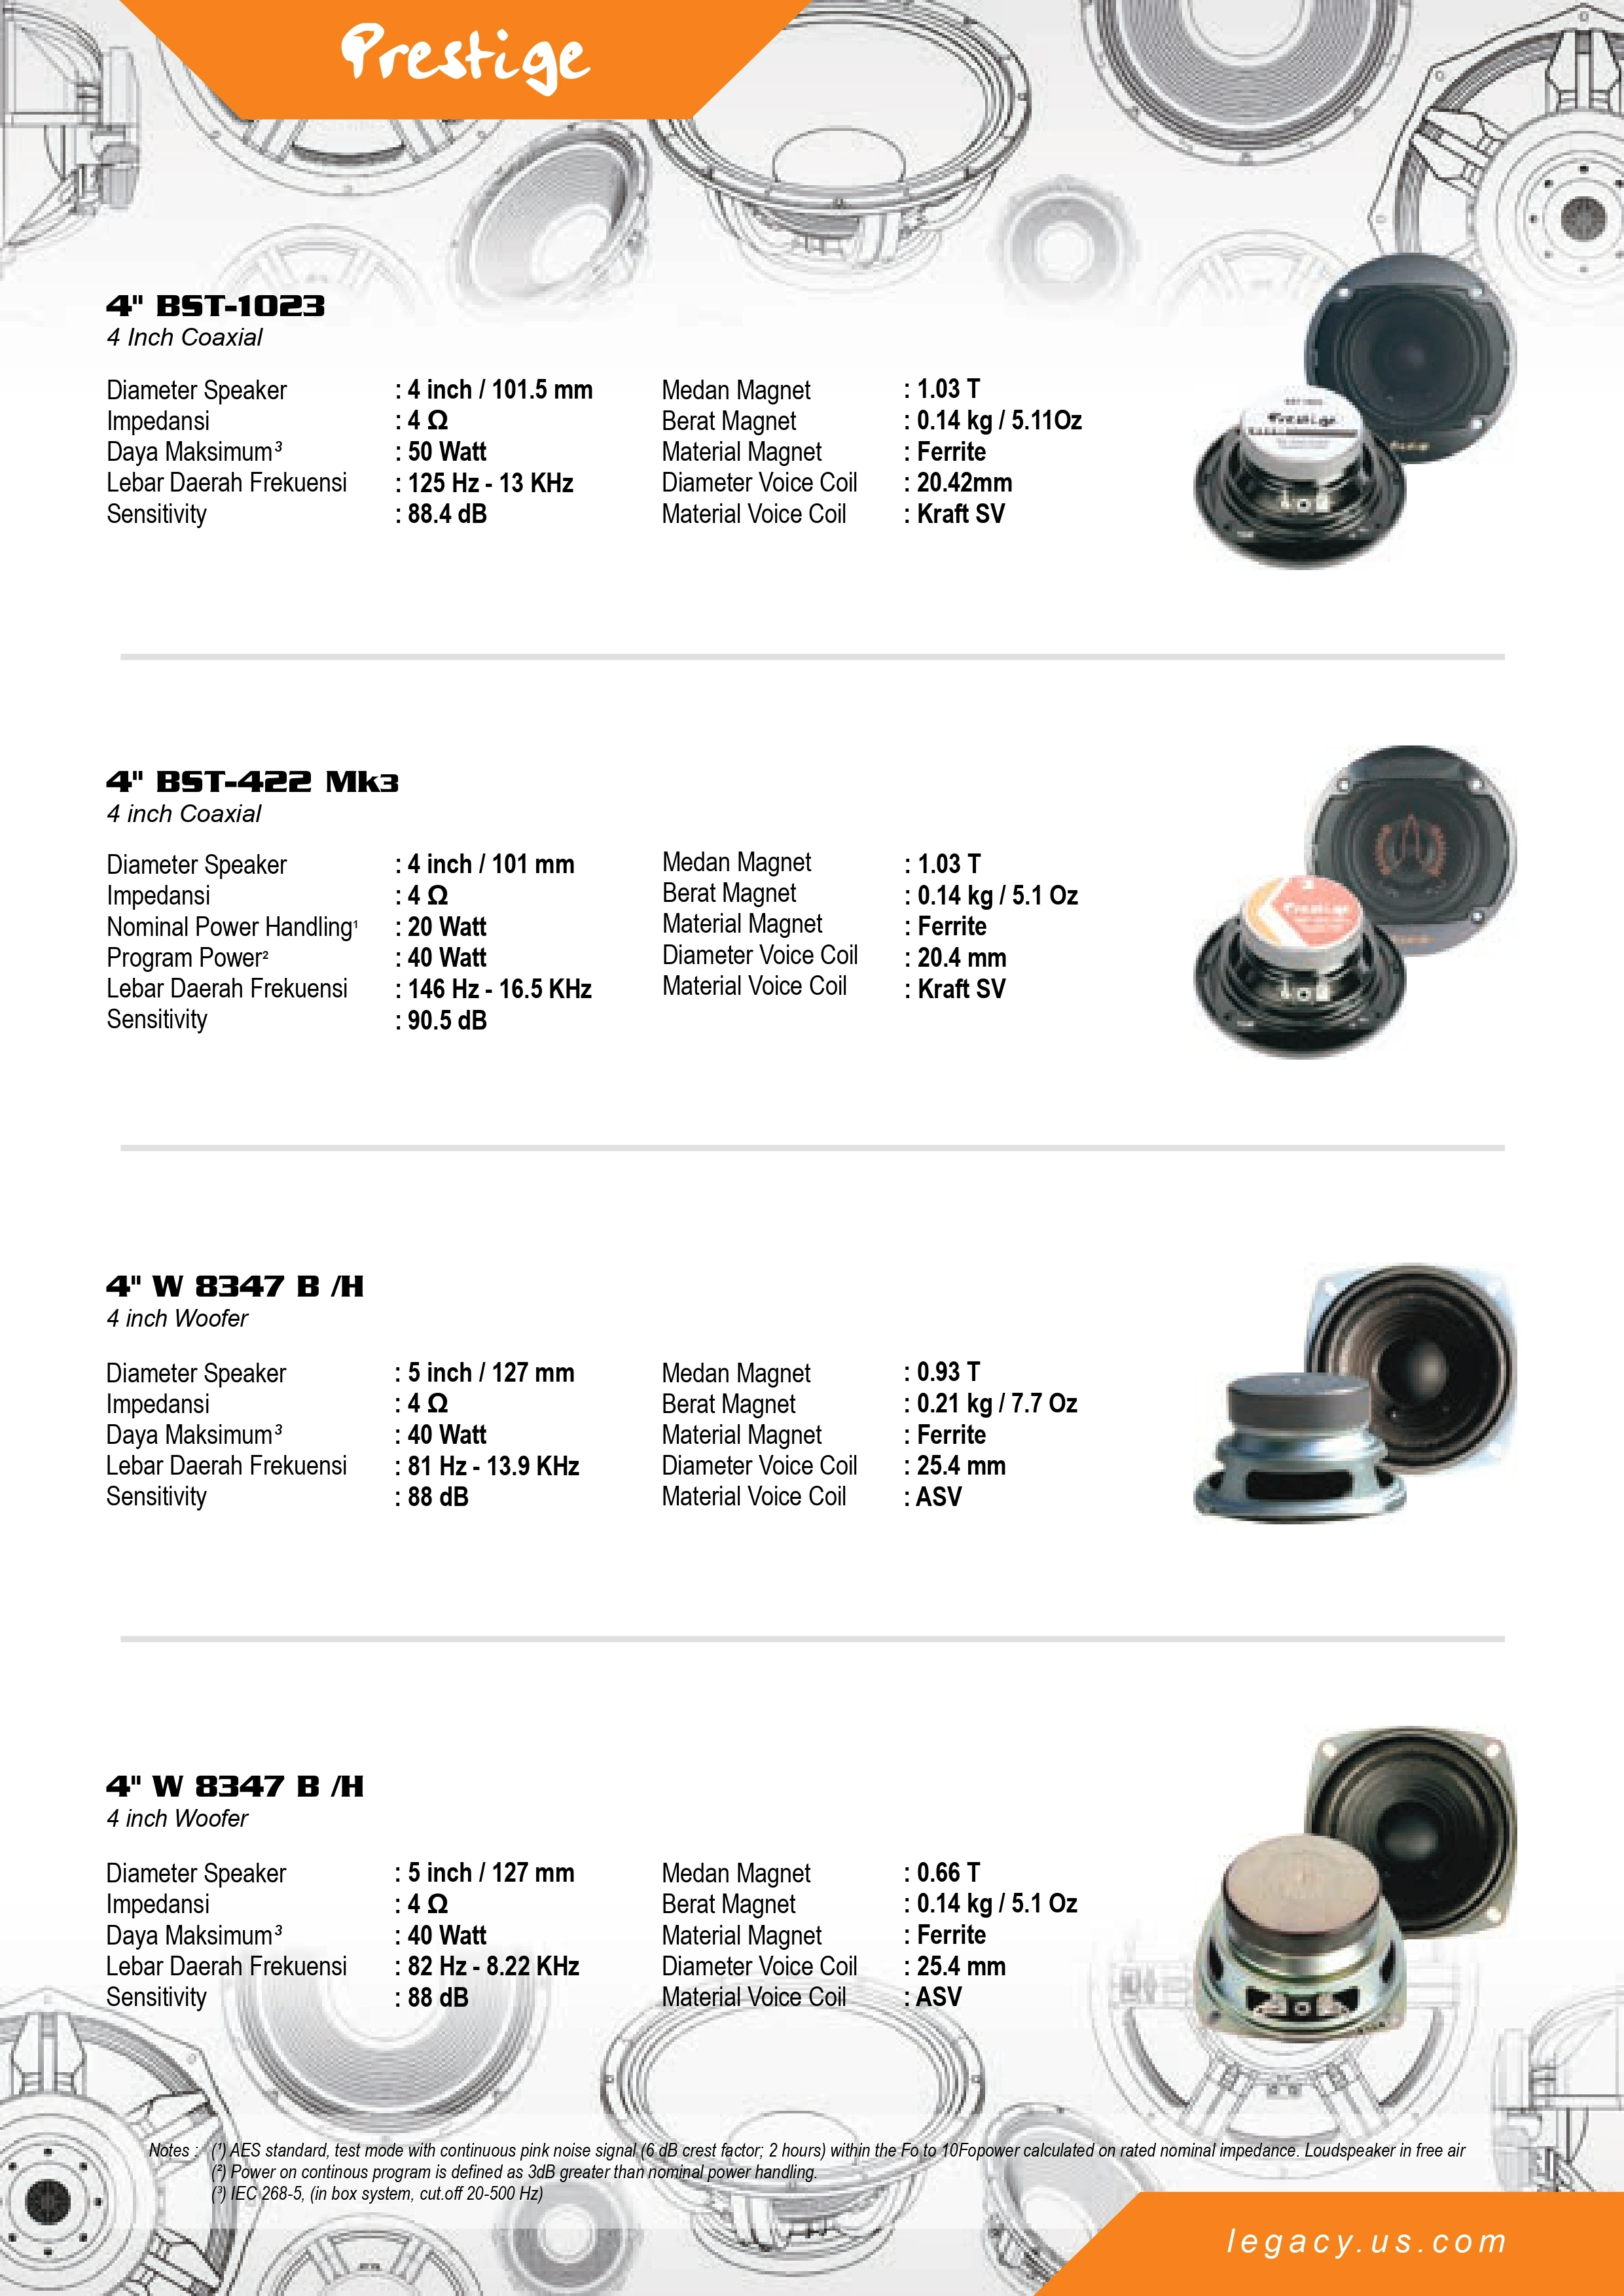 Prestige
4" BST-1023
4 Inch Coaxial
Diameter Speaker : 4 inch / 101.5 mm Medan Magnet : 1.03 T
Impedansi : 4 Ω Berat Magnet : 0.14 kg / 5.11Oz
Daya Maksimum³ : 50 Watt Material Magnet : Ferrite
Lebar Daerah Frekuensi : 125 Hz - 13 KHz Diameter Voice Coil : 20.42mm
Sensitivity : 88.4 dB Material Voice Coil : Kraft SV
Prestige
4" BST-422 Mk3
4 inch Coaxial
Diameter Speaker : 4 inch / 101 mm Medan Magnet : 1.03 T
Impedansi : 4 Ω Berat Magnet : 0.14 kg / 5.1 Oz
Nominal Power Handling¹ : 20 Watt Material Magnet : Ferrite
Program Power² : 40 Watt Diameter Voice Coil : 20.4 mm
Lebar Daerah Frekuensi : 146 Hz - 16.5 KHz Material Voice Coil : Kraft SV
Sensitivity : 90.5 dB
Prestige
4" W 8347 B /H
4 inch Woofer
Diameter Speaker : 5 inch / 127 mm Medan Magnet : 0.93 T
Impedansi : 4 Ω Berat Magnet : 0.21 kg / 7.7 Oz
Daya Maksimum³ : 40 Watt Material Magnet : Ferrite
Lebar Daerah Frekuensi : 81 Hz - 13.9 KHz Diameter Voice Coil : 25.4 mm
Sensitivity : 88 dB Material Voice Coil : ASV
4" W 8347 B /H
4 inch Woofer
Diameter Speaker : 5 inch / 127 mm Medan Magnet : 0.66 T
Impedansi : 4 Ω Berat Magnet : 0.14 kg / 5.1 Oz
Daya Maksimum³ : 40 Watt Material Magnet : Ferrite
Lebar Daerah Frekuensi : 82 Hz - 8.22 KHz Diameter Voice Coil : 25.4 mm
Sensitivity : 88 dB Material Voice Coil : ASV
Notes : (¹) AES standard, test mode with continuous pink noise signal (6 dB crest factor; 2 hours) within the Fo to 10Fopower calculated on rated nominal impedance. Loudspeaker in free air
(²) Power on continous program is defined as 3dB greater than nominal power handling.
(³) IEC 268-5, (in box system, cut.off 20-500 Hz)
legacy.us.com